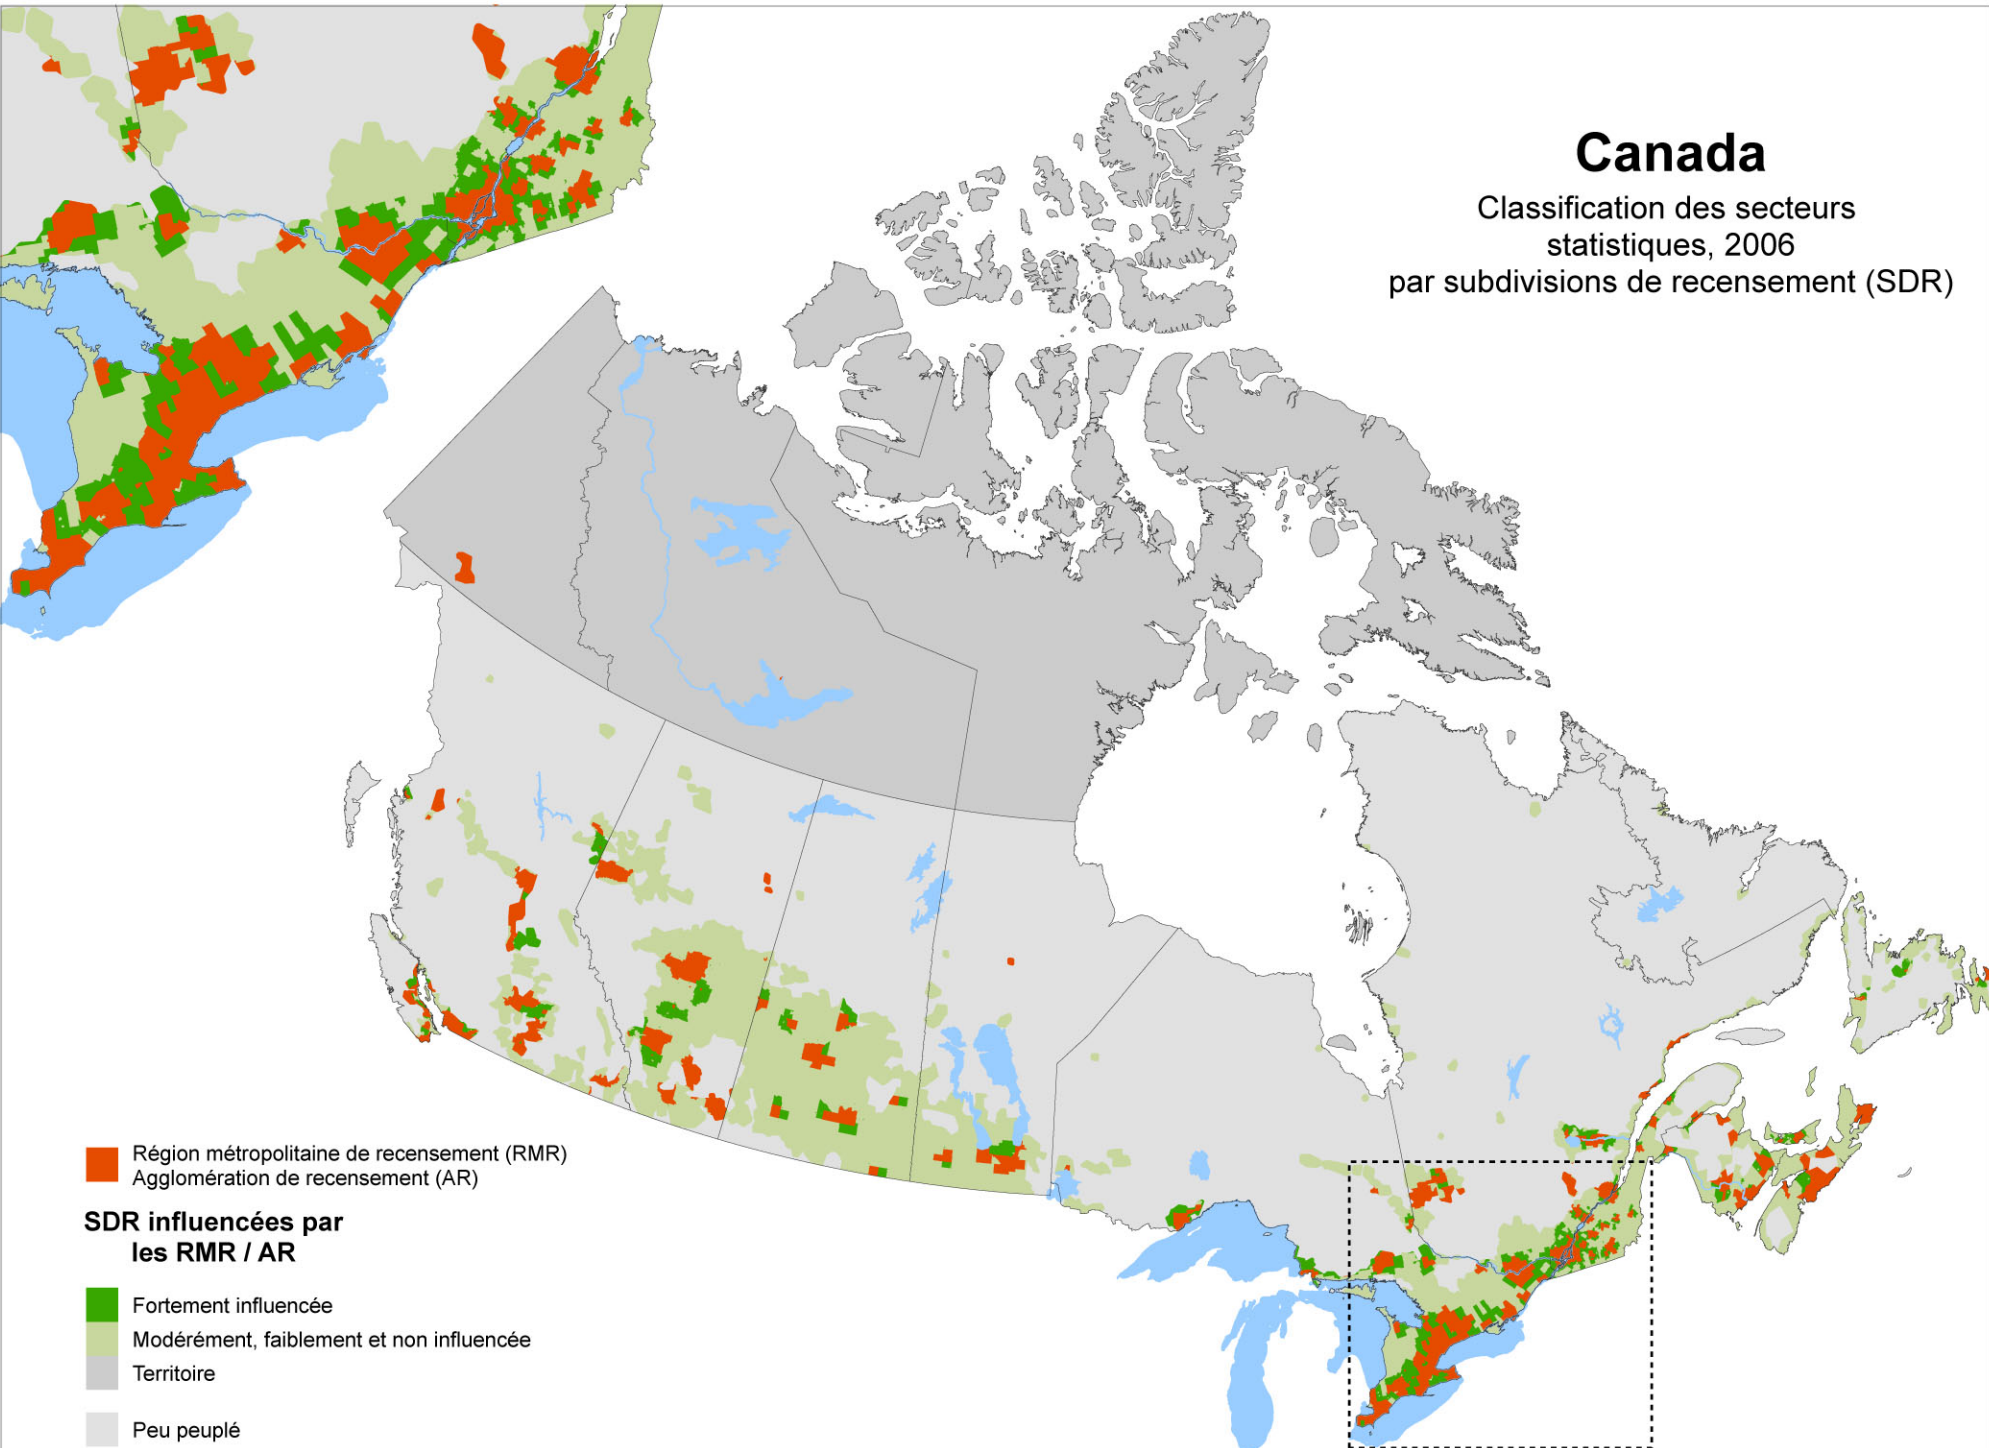 Canada
Classification des secteurs
statistiques, 2006
par subdivisions de recensement (SDR)
Région métropolitaine de recensement (RMR)
Agglomération de recensement (AR)
SDR influencées par
les RMR / AR
Fortement influencée
Modérément, faiblement et non influencée
Territoire
Peu peuplé